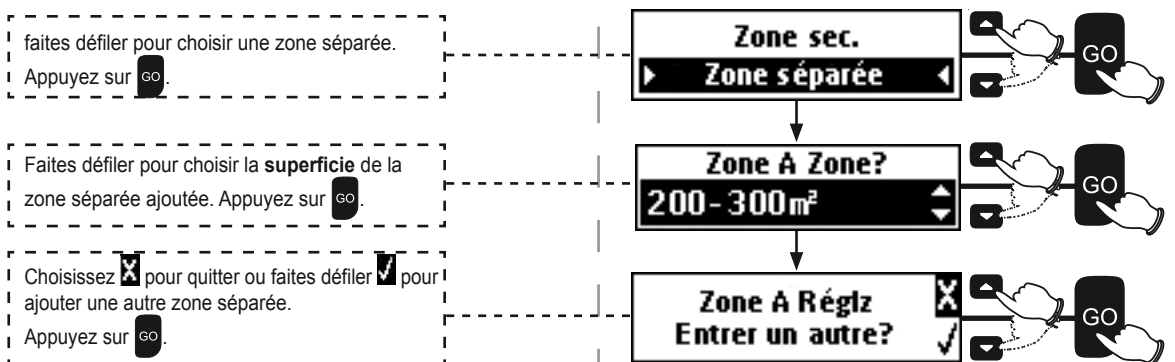 faites défiler pour choisir une zone séparée.
Appuyez sur GO.
Zone sec.
Zone séparée
GO
Faites défiler pour choisir la superficie de la
zone séparée ajoutée. Appuyez sur GO.
Zone A Zone?
200-300m²
GO
Choisissez X pour quitter ou faites défiler √ pour
ajouter une autre zone séparée.
Appuyez sur GO.
Zone A Réglz X
Entrer un autre? √
GO